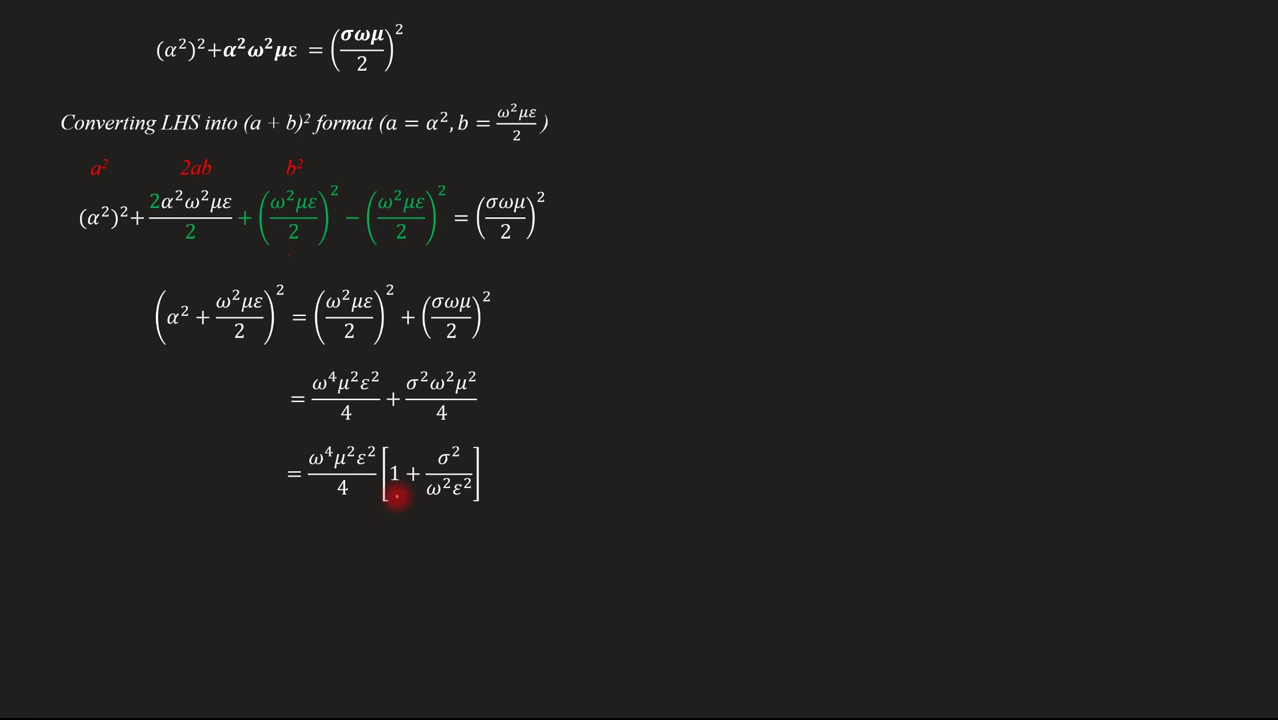 (α²)²+α²ω²με = (σωμ/2)²
Converting LHS into (a + b)² format (a = α², b = ω²με/2 )
a² 2ab b²
(α²)²+ 2α²ω²με/2 + (ω²με/2)² − (ω²με/2)² = (σωμ/2)²
(α² + ω²με/2)² = (ω²με/2)² + (σωμ/2)²
= ω⁴μ²ε²/4 + σ²ω²μ²/4
= ω⁴μ²ε²/4 [1 + σ²/ω²ε²]